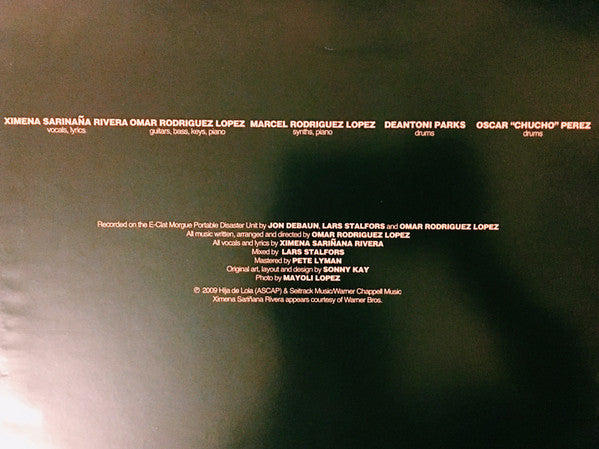 XIMENA SARINAÑA RIVERA OMAR RODRIGUEZ LOPEZ MARCEL RODRIGUEZ LOPEZ DEANTONI PARKS OSCAR "CHUCHO" PEREZ
vocals, lyrics guitars, bass, keys, piano synths, piano drums drums
Recorded on the E-Clat Morgue Portable Disaster Unit by JON DEBAUN, LARS STALFORS and OMAR RODRIGUEZ LOPEZ
All music written, arranged and directed by OMAR RODRIGUEZ LOPEZ
All vocals and lyrics by XIMENA SARIÑANA RIVERA
Mixed by LARS STALFORS
Mastered by PETE LYMAN
Original art, layout and design by SONNY KAY
Photo by MAYOLI LOPEZ
℗ 2009 Hija de Lola (ASCAP) & Seitrack Music/Warner Chappell Music
Ximena Sariñana Rivera appears courtesy of Warner Bros.